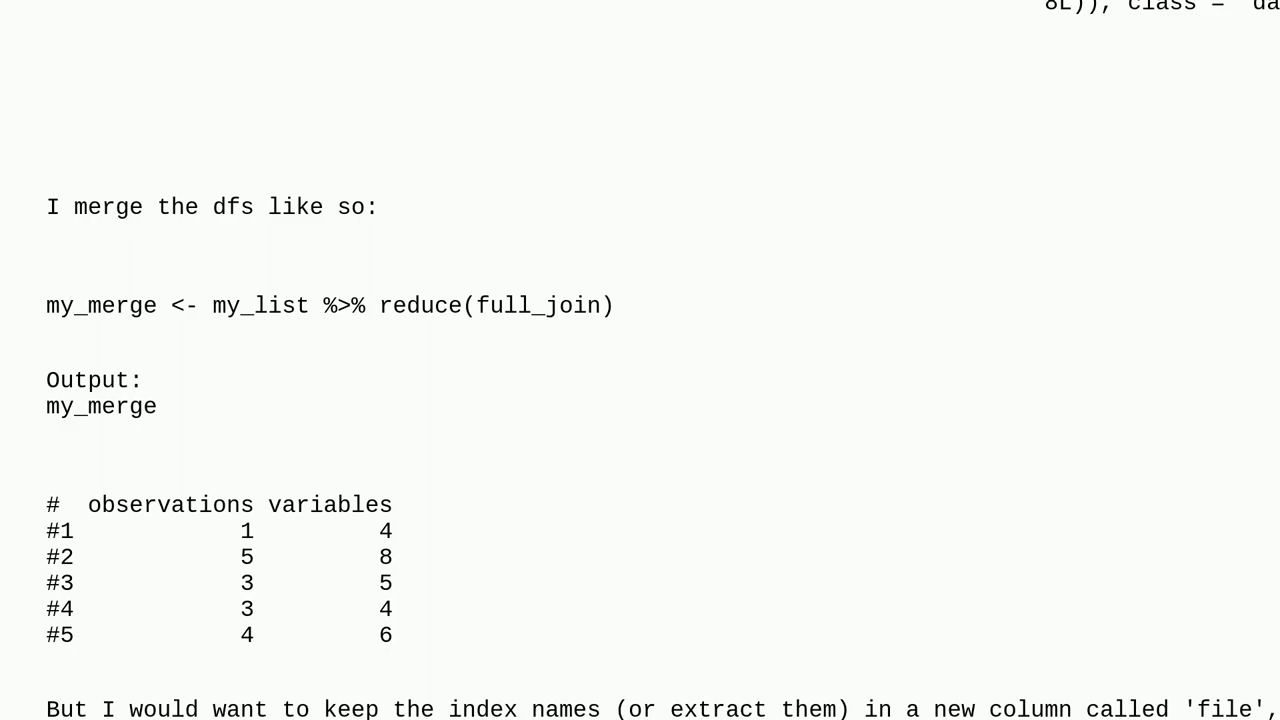 8L)), class = "da
I merge the dfs like so:
my_merge <- my_list %>% reduce(full_join)
Output:
my_merge
#  observations variables
#1            1         4
#2            5         8
#3            3         5
#4            3         4
#5            4         6
But I would want to keep the index names (or extract them) in a new column called 'file',